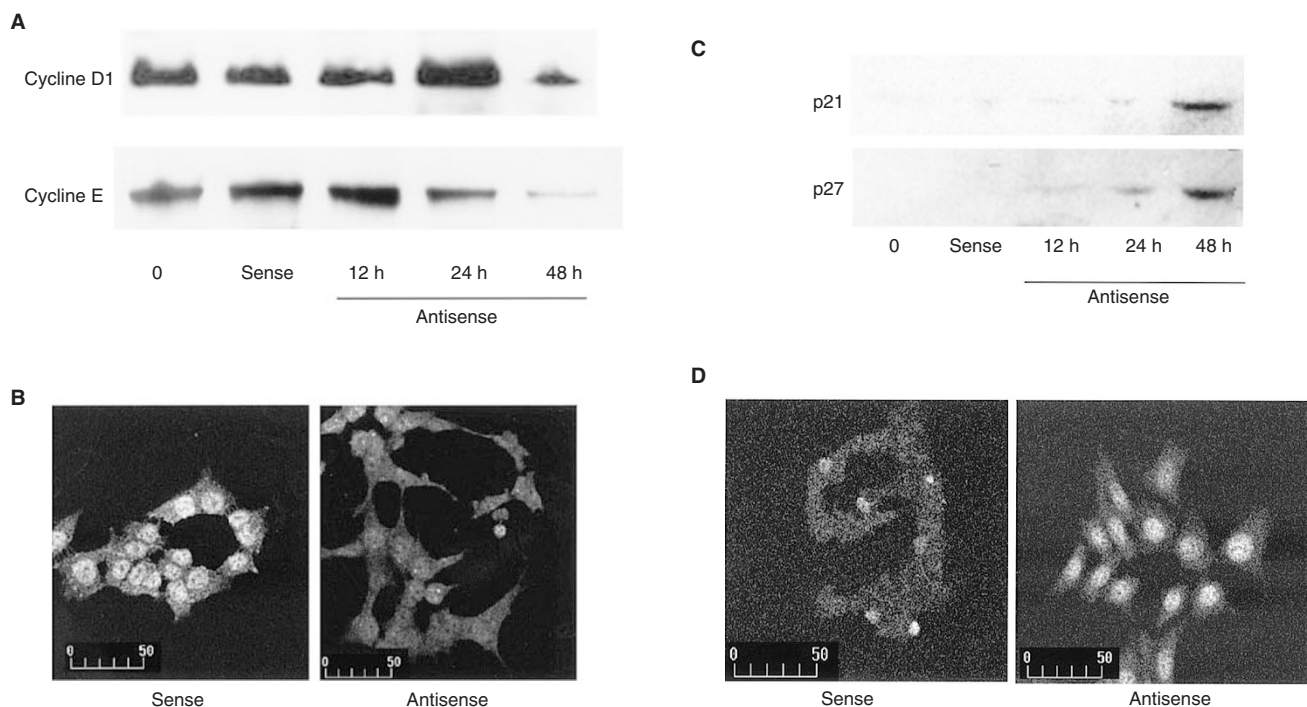 A
Cycline D1
Cycline E
0 Sense 12 h 24 h 48 h
Antisense
B
0 50
0 50
Sense Antisense
C
p21
p27
0 Sense 12 h 24 h 48 h
Antisense
D
0 50
0 50
Sense Antisense